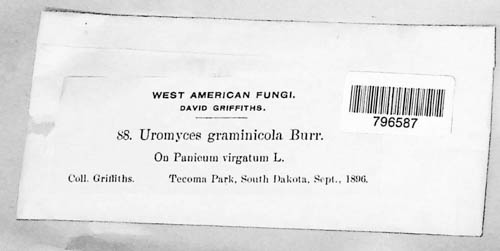 WEST AMERICAN FUNGI.
DAVID GRIFFITHS.
796587
88. Uromyces graminicola Burr.
On Panicum virgatum L.
Coll. Griffiths. Tecoma Park, South Dakota, Sept., 1896.